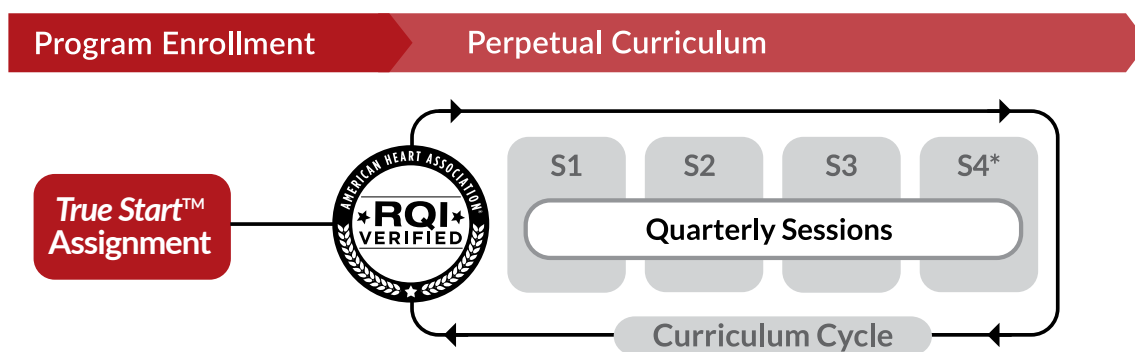 Program Enrollment
Perpetual Curriculum
True Start™
Assignment
AMERICAN HEART ASSOCIATION®
RQI
VERIFIED
S1
S2
S3
S4*
Quarterly Sessions
Curriculum Cycle